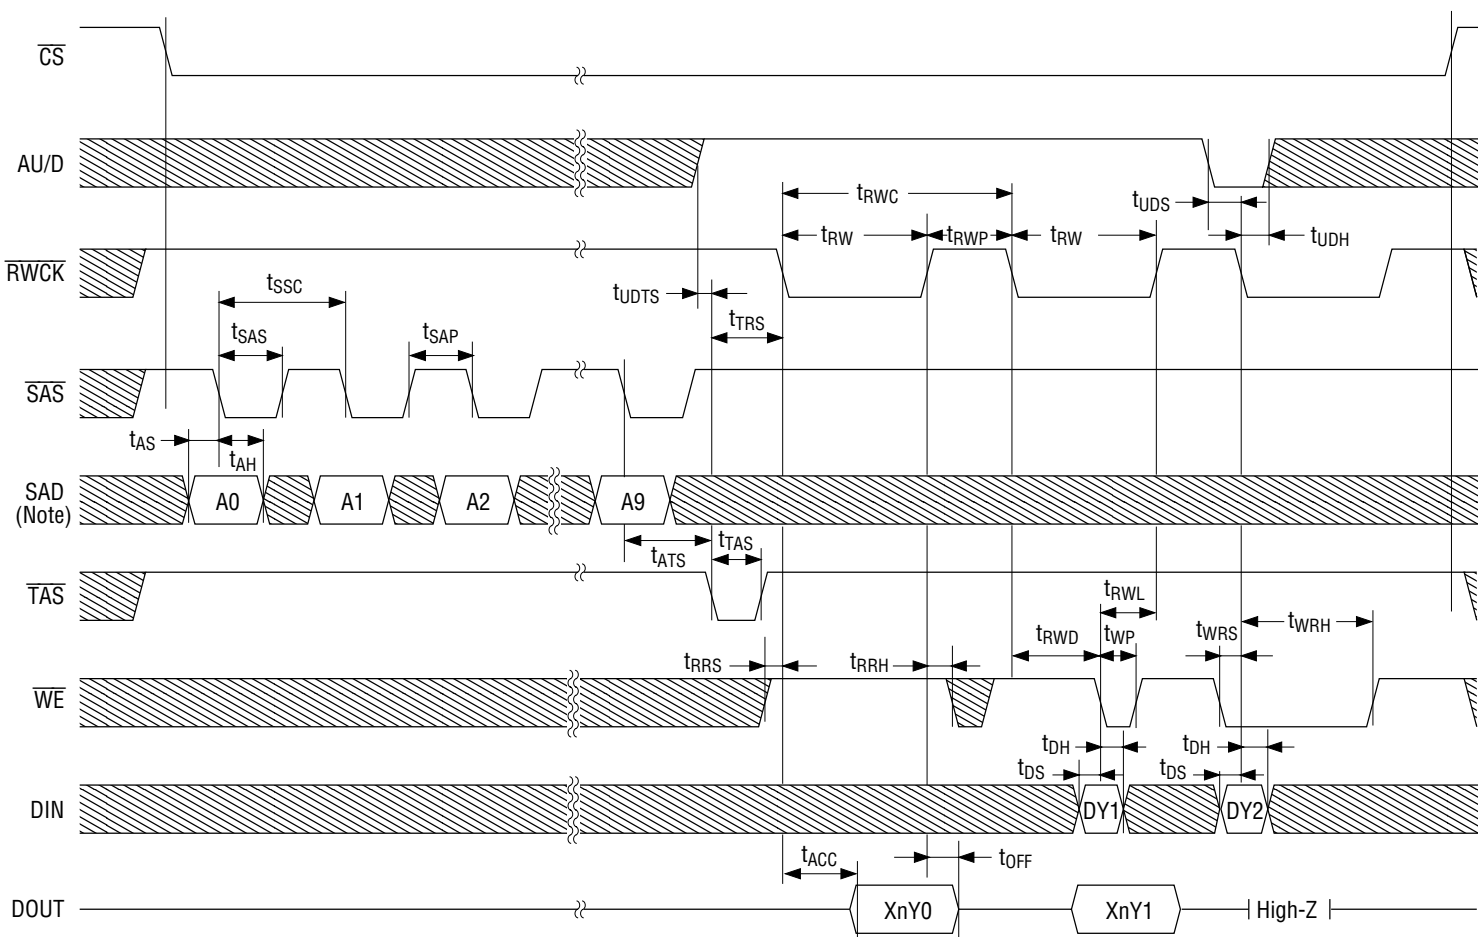 CS
AU/D
tRWC
tUDS
tRW
tRWP
tRW
tUDH
RWCK
tSSC
tUDTS
tTRS
tSAS
tSAP
SAS
tAS
tAH
SAD
(Note)
A0
A1
A2
A9
tATS
tTAS
TAS
tRWL
tRRS
tRRH
tRWD
tWP
tWRS
tWRH
WE
tDH
tDH
tDS
tDS
DIN
DY1
DY2
tACC
tOFF
DOUT
XnY0
XnY1
High-Z